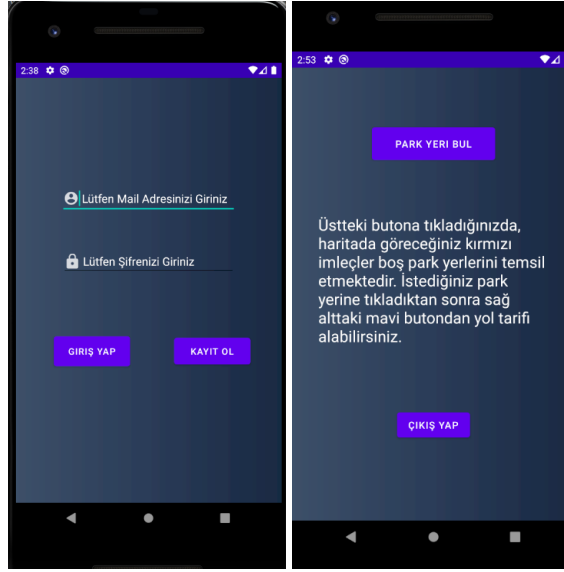 2:38
Lütfen Mail Adresinizi Giriniz
Lütfen Şifrenizi Giriniz
GIRIŞ YAP
KAYIT OL
2:53
PARK YERI BUL
Üstteki butona tıkladığınızda,
haritada göreceğiniz kırmızı
imleçler boş park yerlerini temsil
etmektedir. İstediğiniz park
yerine tıkladıktan sonra sağ
alttaki mavi butondan yol tarifi
alabilirsiniz.
ÇIKIŞ YAP